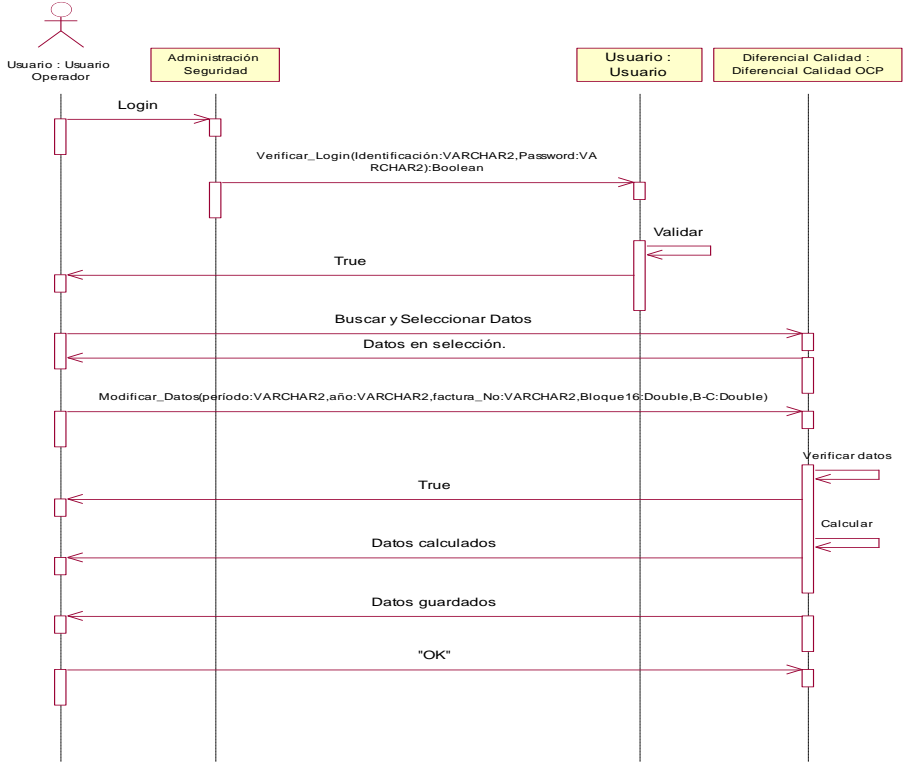 Usuario : Usuario
Operador
Administración
Seguridad
Usuario :
Usuario
Diferencial Calidad :
Diferencial Calidad OCP
Login
Verificar_Login(Identificación:VARCHAR2,Password:VA
RCHAR2):Boolean
Validar
True
Buscar y Seleccionar Datos
Datos en selección.
Modificar_Datos(período:VARCHAR2,año:VARCHAR2,factura_No:VARCHAR2,Bloque16:Double,B-C:Double)
Verificar datos
True
Calcular
Datos calculados
Datos guardados
"OK"